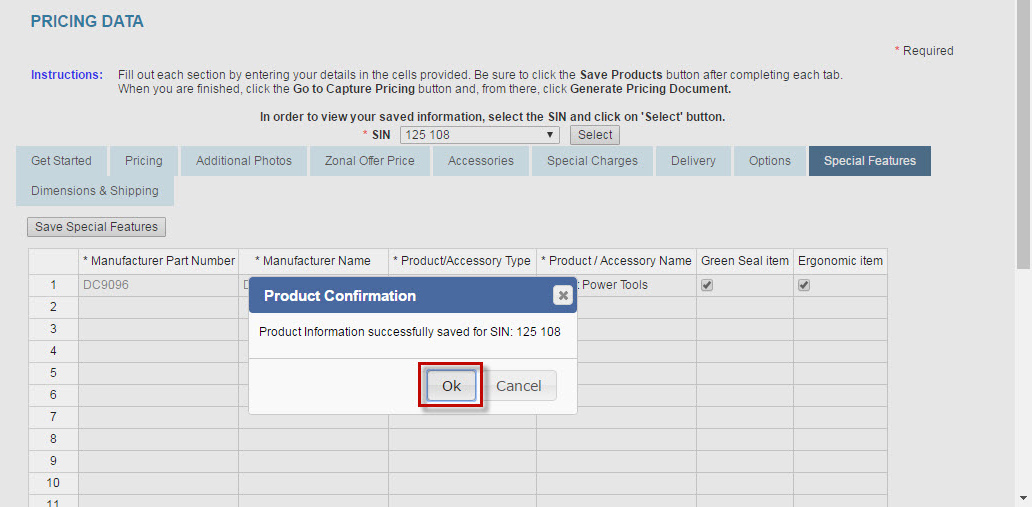 PRICING DATA
* Required
Instructions: Fill out each section by entering your details in the cells provided. Be sure to click the Save Products button after completing each tab.
When you are finished, click the Go to Capture Pricing button and, from there, click Generate Pricing Document.
In order to view your saved information, select the SIN and click on 'Select' button.
* SIN 125 108 Select
Get Started Pricing Additional Photos Zonal Offer Price Accessories Special Charges Delivery Options Special Features
Dimensions & Shipping
Save Special Features
* Manufacturer Part Number * Manufacturer Name * Product/Accessory Type * Product / Accessory Name Green Seal item Ergonomic item
1 DC9096 Power Tools
Product Confirmation
Product Information successfully saved for SIN: 125 108
Ok Cancel
2
3
4
5
6
7
8
9
10
11